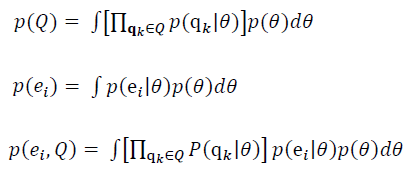 p(Q) = ∫[∏_{q_k∈Q} p(q_k|θ)]p(θ)dθ
p(e_i) = ∫ p(e_i|θ)p(θ)dθ
p(e_i, Q) = ∫[∏_{q_k∈Q} P(q_k|θ)] p(e_i|θ)p(θ)dθ